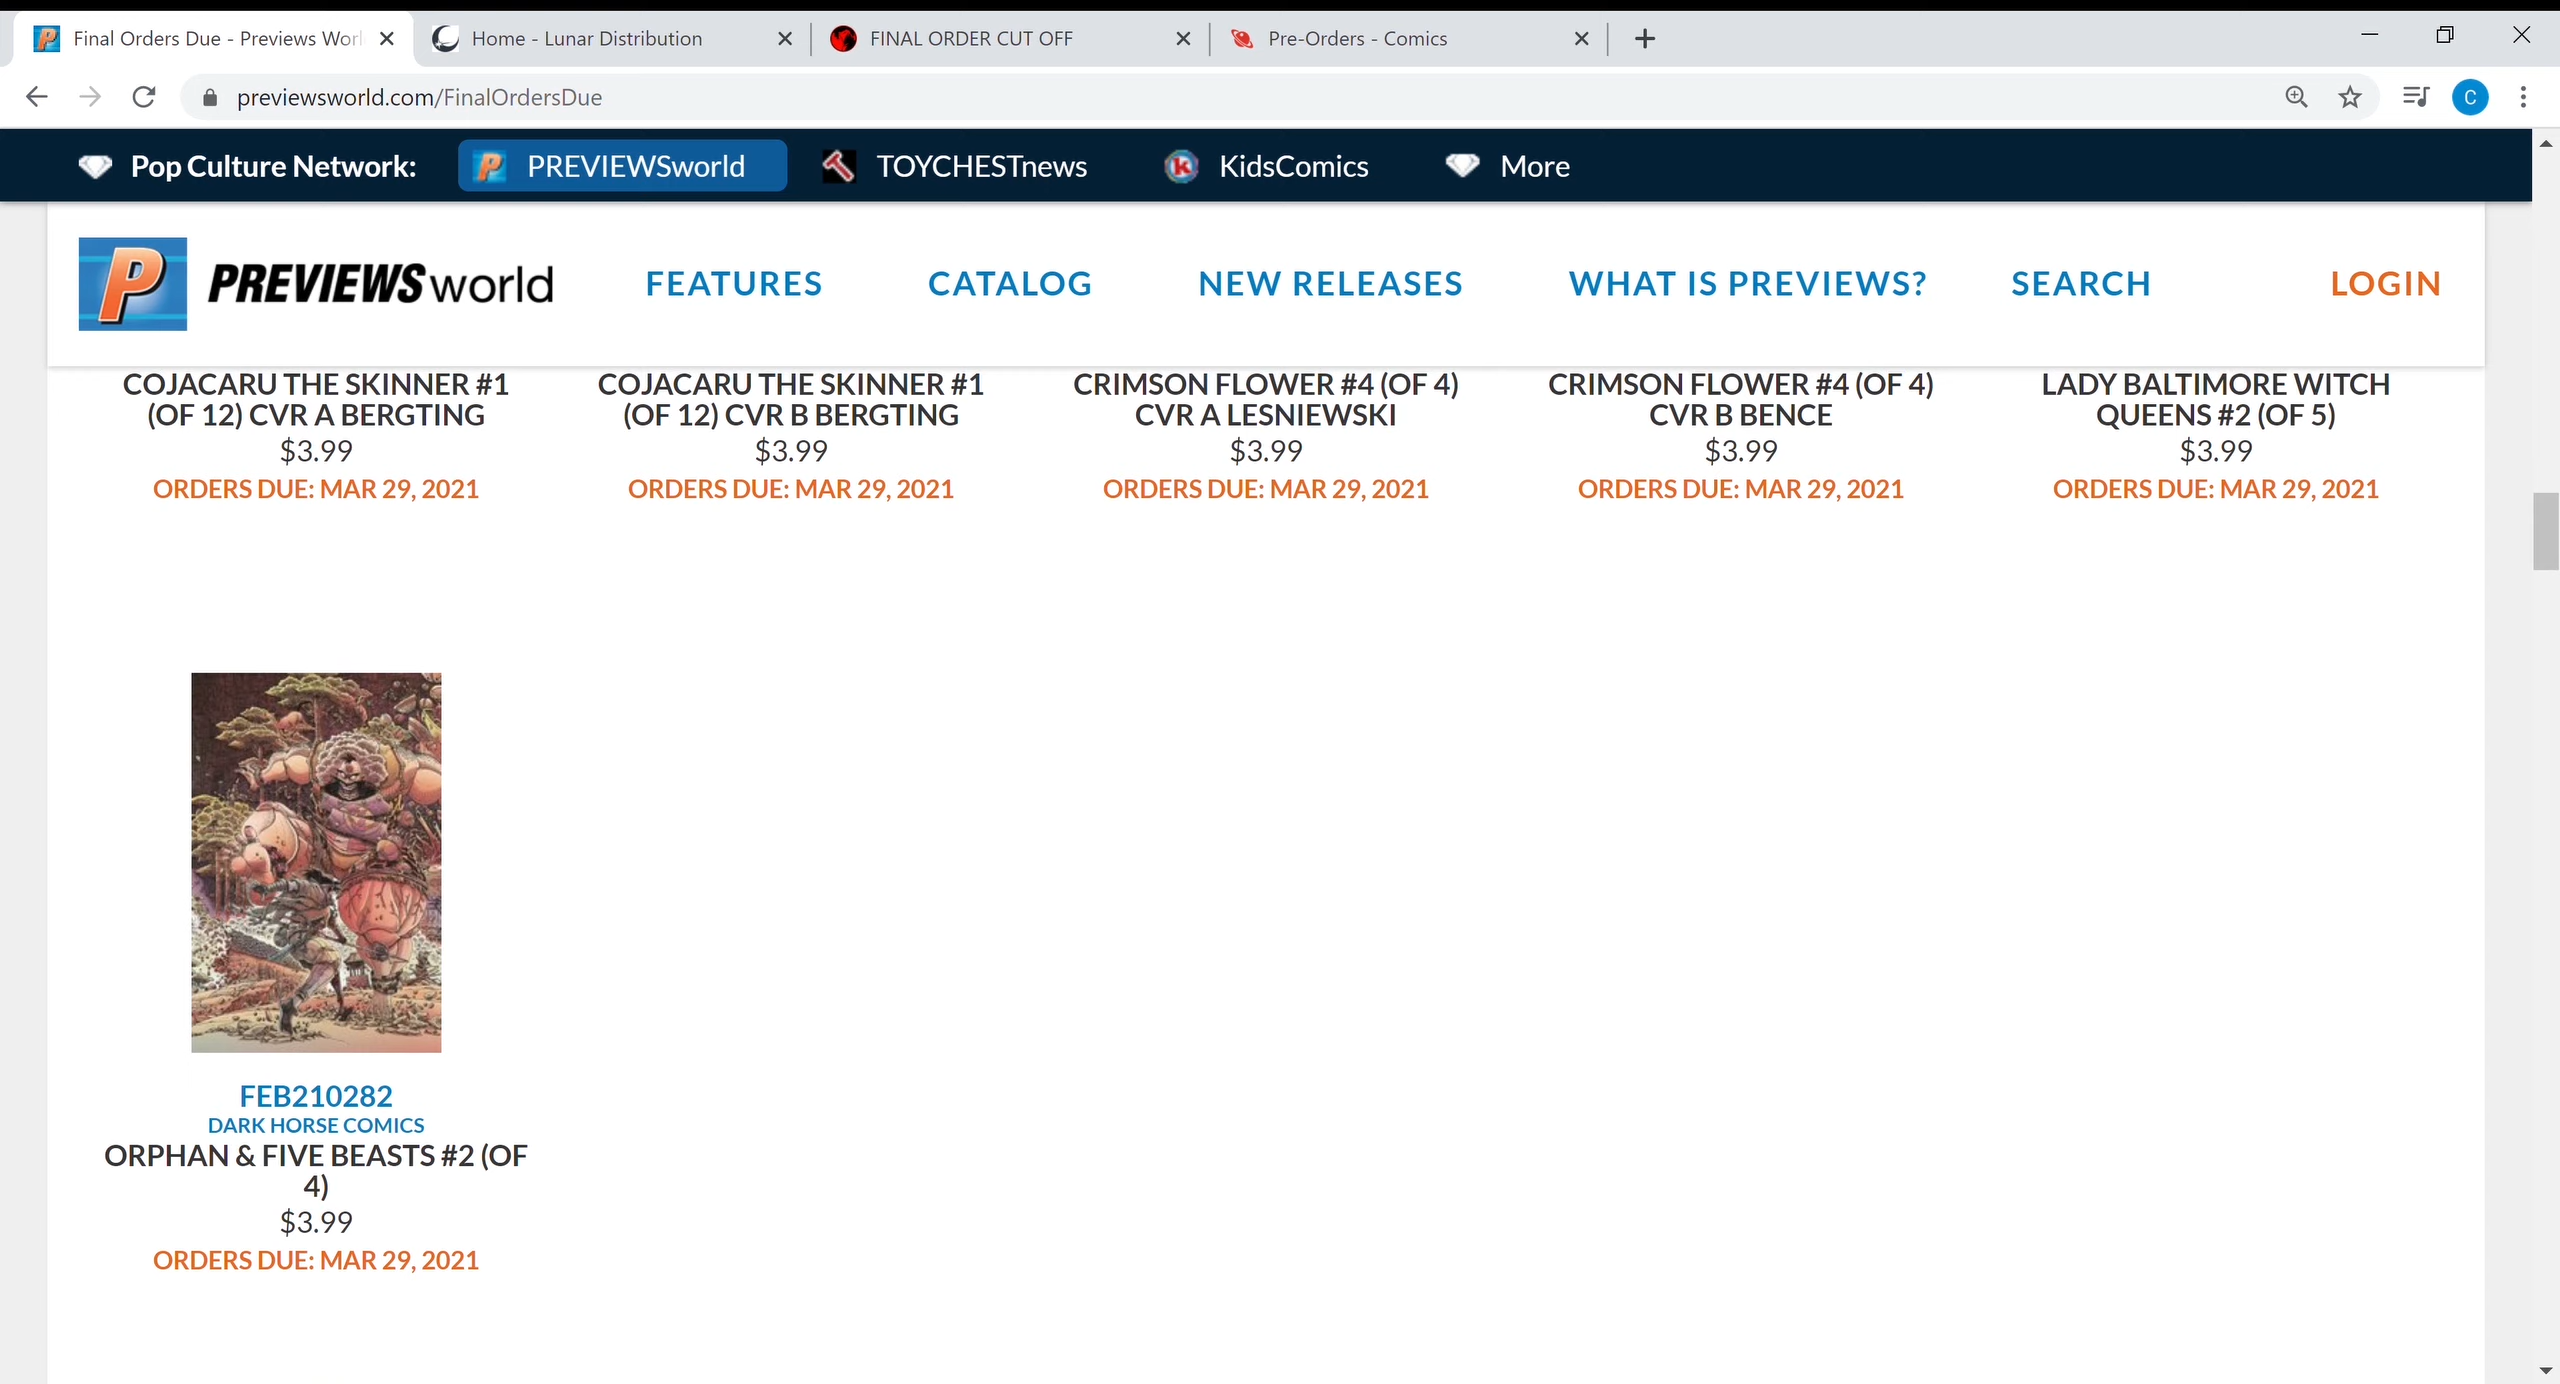 Final Orders Due - Previews Worl
Home - Lunar Distribution
FINAL ORDER CUT OFF
Pre-Orders - Comics
previewsworld.com/FinalOrdersDue
C
Pop Culture Network:
PREVIEWSworld
TOYCHESTnews
KidsComics
More
PREVIEWSworld
FEATURES
CATALOG
NEW RELEASES
WHAT IS PREVIEWS?
SEARCH
LOGIN
COJACARU THE SKINNER #1
(OF 12) CVR A BERGTING
$3.99
ORDERS DUE: MAR 29, 2021
COJACARU THE SKINNER #1
(OF 12) CVR B BERGTING
$3.99
ORDERS DUE: MAR 29, 2021
CRIMSON FLOWER #4 (OF 4)
CVR A LESNIEWSKI
$3.99
ORDERS DUE: MAR 29, 2021
CRIMSON FLOWER #4 (OF 4)
CVR B BENCE
$3.99
ORDERS DUE: MAR 29, 2021
LADY BALTIMORE WITCH
QUEENS #2 (OF 5)
$3.99
ORDERS DUE: MAR 29, 2021
FEB210282
DARK HORSE COMICS
ORPHAN & FIVE BEASTS #2 (OF
4)
$3.99
ORDERS DUE: MAR 29, 2021